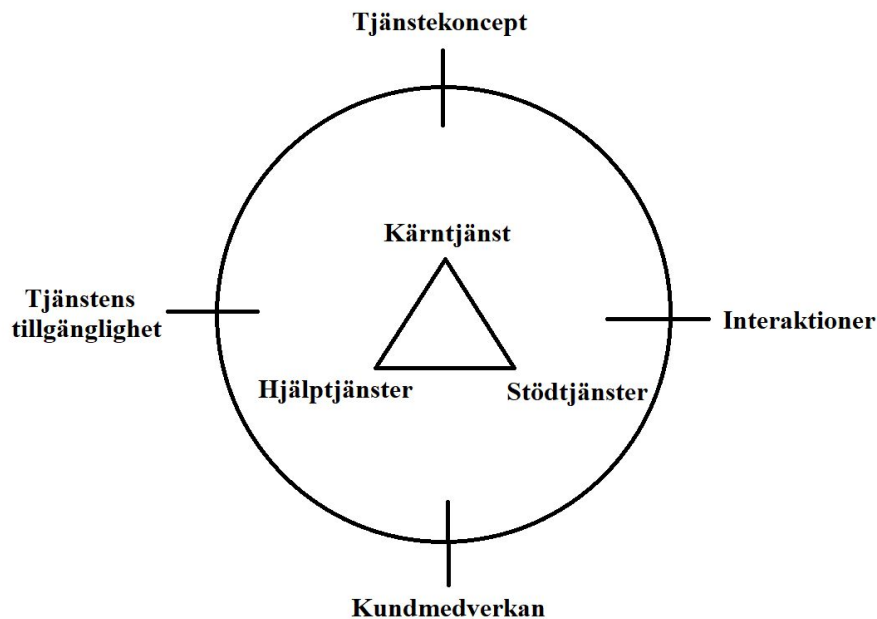 Tjänstekoncept
Kärntjänst
Tjänstens
tillgänglighet
Interaktioner
Hjälptjänster
Stödtjänster
Kundmedverkan